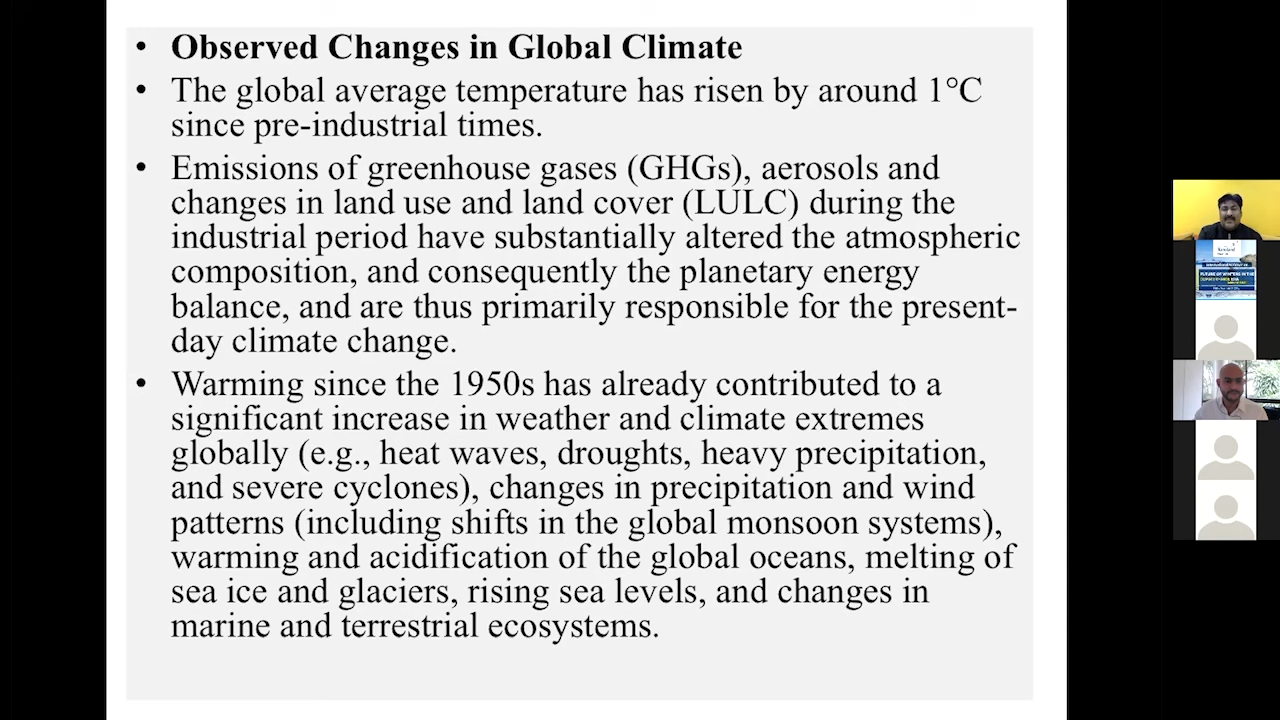 • Observed Changes in Global Climate
• The global average temperature has risen by around 1°C
since pre-industrial times.
• Emissions of greenhouse gases (GHGs), aerosols and
changes in land use and land cover (LULC) during the
industrial period have substantially altered the atmospheric
composition, and consequently the planetary energy
balance, and are thus primarily responsible for the present-
day climate change.
• Warming since the 1950s has already contributed to a
significant increase in weather and climate extremes
globally (e.g., heat waves, droughts, heavy precipitation,
and severe cyclones), changes in precipitation and wind
patterns (including shifts in the global monsoon systems),
warming and acidification of the global oceans, melting of
sea ice and glaciers, rising sea levels, and changes in
marine and terrestrial ecosystems.